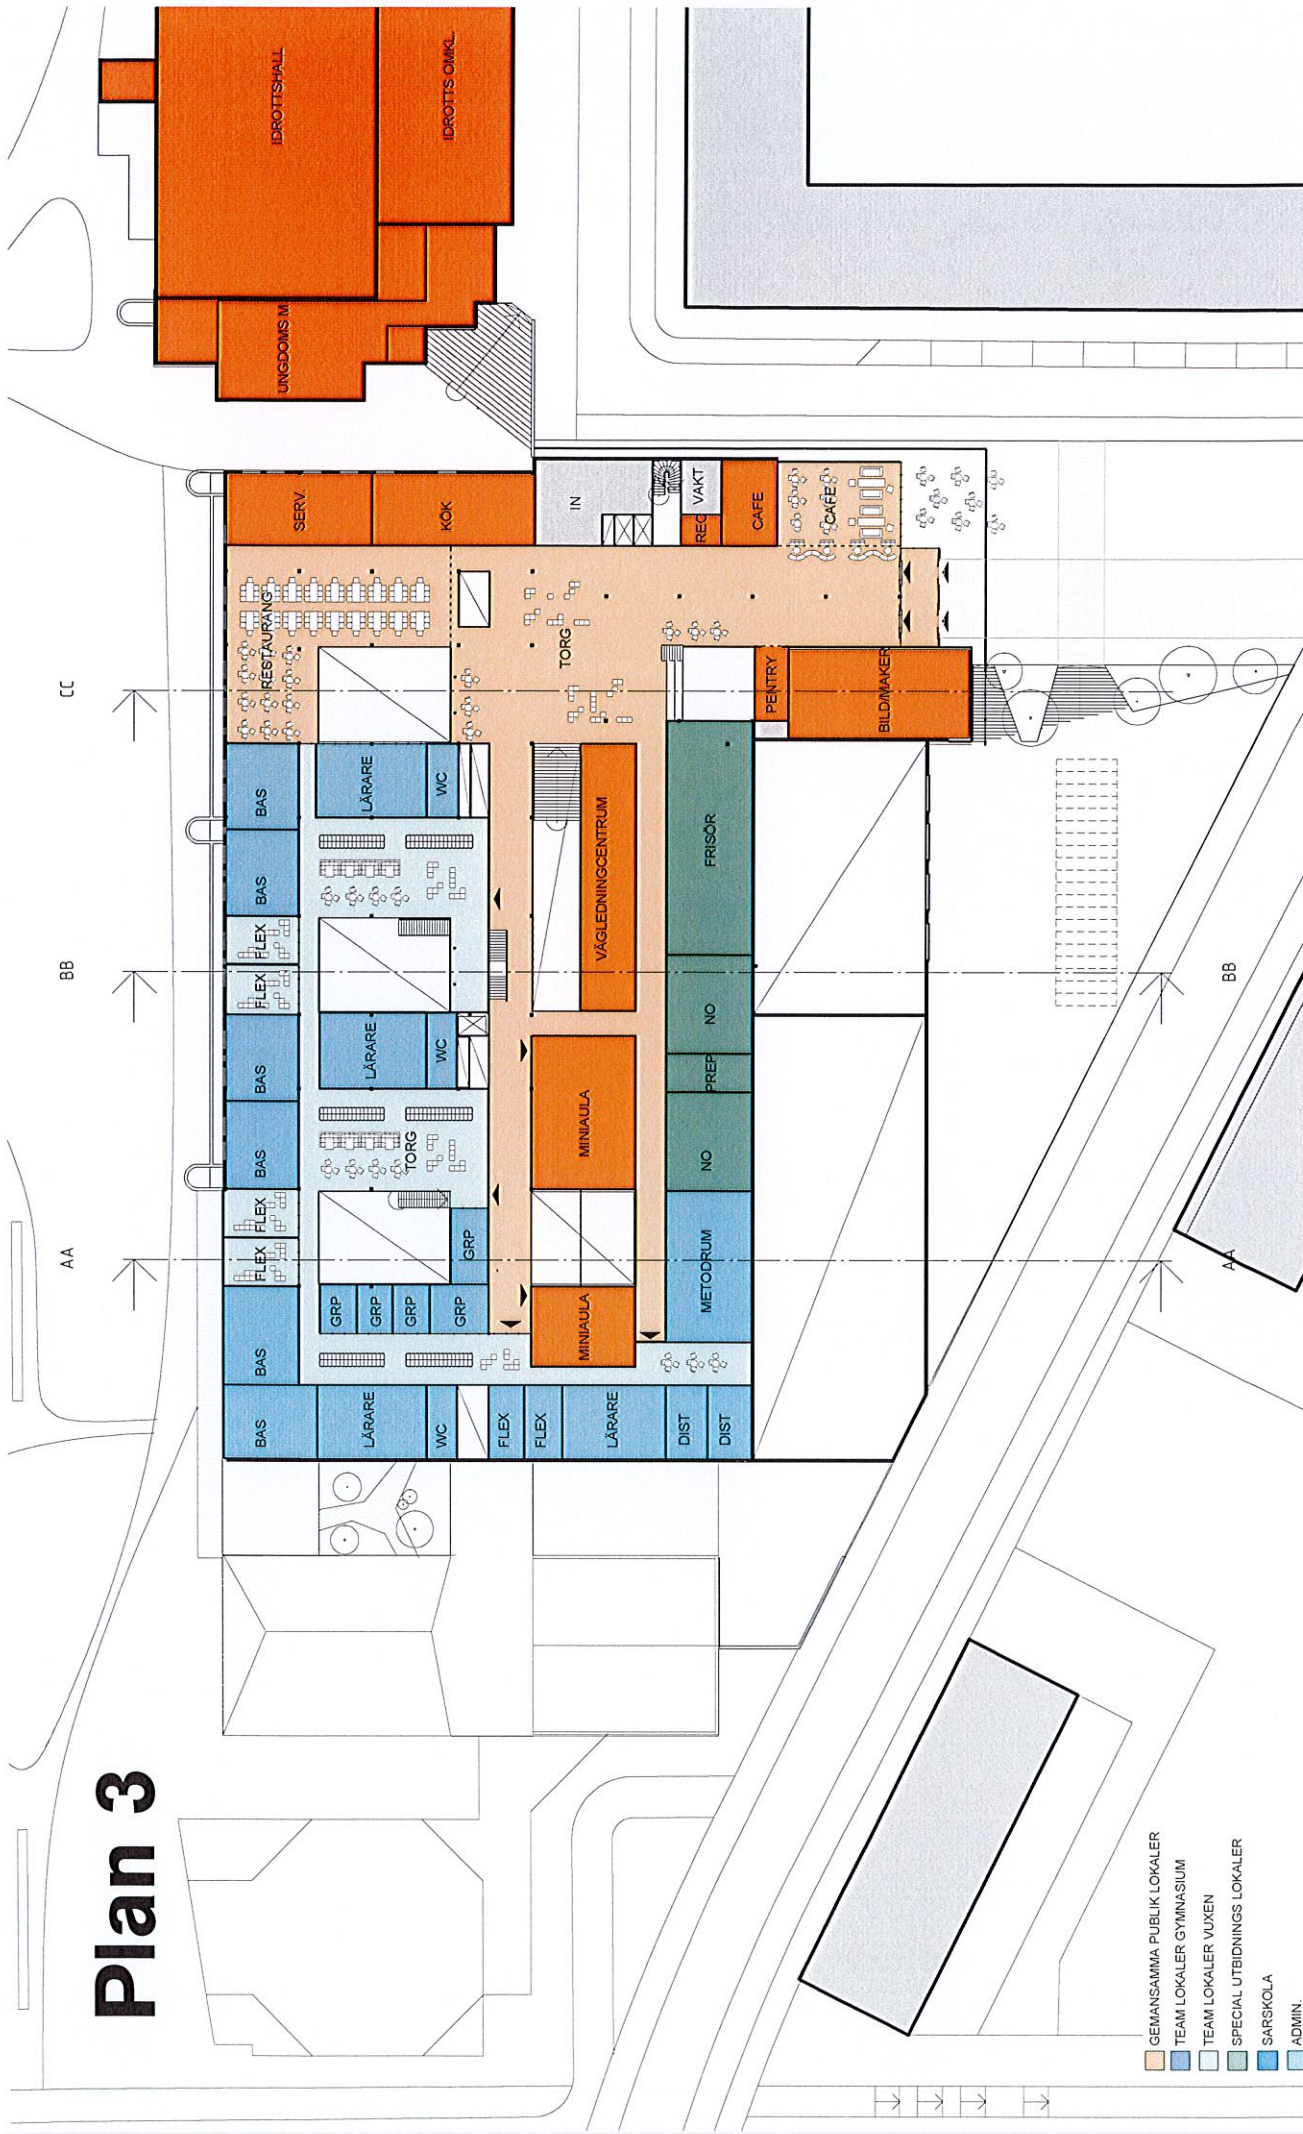 Plan 3
IDROTTSHALL
IDROTTS OMKL.
UNGDOMS M
CC
BB
AA
SERV.
KÖK
IN
REC
VAKT
CAFE
CAFE
RESTAURANG
TORG
PENTRY
BILD/MAKER
BAS
BAS
FLEX
FLEX
BAS
BAS
FLEX
FLEX
BAS
BAS
LÄRARE
WC
LÄRARE
WC
TORG
GRP
GRP
GRP
GRP
GRP
LÄRARE
WC
FLEX
FLEX
LÄRARE
DIST
DIST
VÄGLEDNINGCENTRUM
MINIAULA
MINIAULA
FRISÖR
NO
PREP
NO
METODRUM
BB
AA
GEMANSAMMA PUBLIK LOKALER
TEAM LOKALER GYMNASIUM
TEAM LOKALER VUXEN
SPECIAL UTBIDNINGS LOKALER
SARSKOLA
ADMIN.